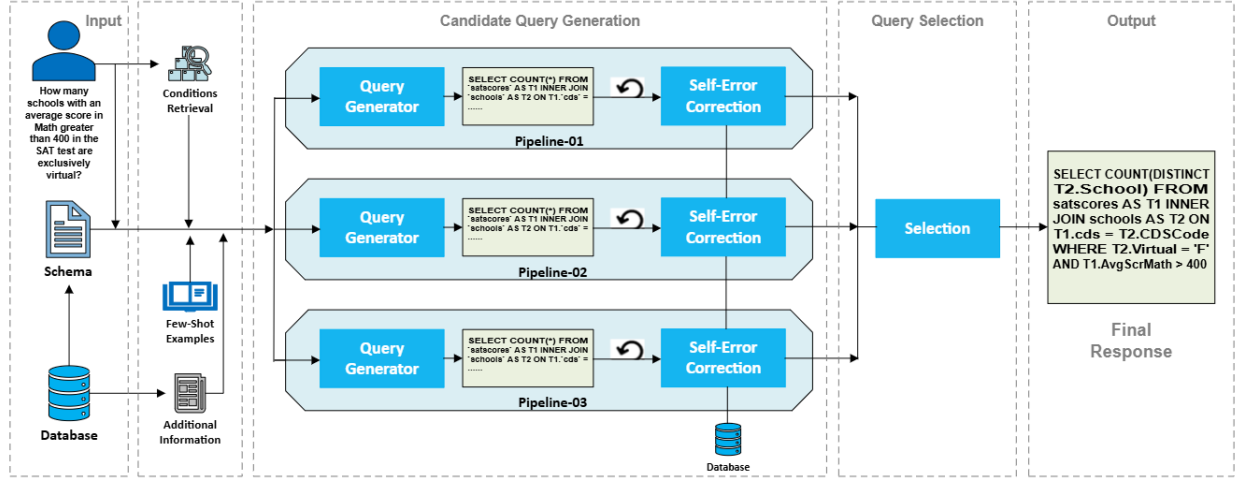 Input
How many
schools with an
average score in
Math greater
than 400 in the
SAT test are
exclusively
virtual?
Schema
Database
Conditions
Retrieval
Few-Shot
Examples
Additional
Information
Candidate Query Generation
Query
Generator
SELECT COUNT(*) FROM
`satscores` AS T1 INNER JOIN
`schools` AS T2 ON T1.`cds` =
......
Self-Error
Correction
Pipeline-01
Query
Generator
SELECT COUNT(*) FROM
`satscores` AS T1 INNER JOIN
`schools` AS T2 ON T1.`cds` =
......
Self-Error
Correction
Pipeline-02
Query
Generator
SELECT COUNT(*) FROM
`satscores` AS T1 INNER JOIN
`schools` AS T2 ON T1.`cds` =
......
Self-Error
Correction
Pipeline-03
Database
Query Selection
Selection
Output
SELECT COUNT(DISTINCT
T2.School) FROM
satscores AS T1 INNER
JOIN schools AS T2 ON
T1.cds = T2.CDSCode
WHERE T2.Virtual = 'F'
AND T1.AvgScrMath > 400
Final
Response